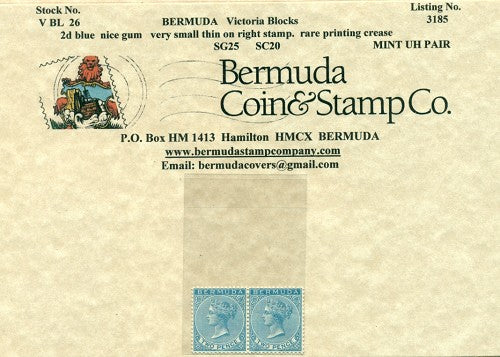 Stock No. Listing No.
V BL 26 BERMUDA Victoria Blocks 3185
2d blue nice gum very small thin on right stamp. rare printing crease
SG25 SC20 MINT UH PAIR
Bermuda
Coin&Stamp Co.
P.O. Box HM 1413 Hamilton HMCX BERMUDA
www.bermudastampcompany.com
Email: bermudacovers@gmail.com
BERMUDA BERMUDA
TWO PENCE TWO PENCE